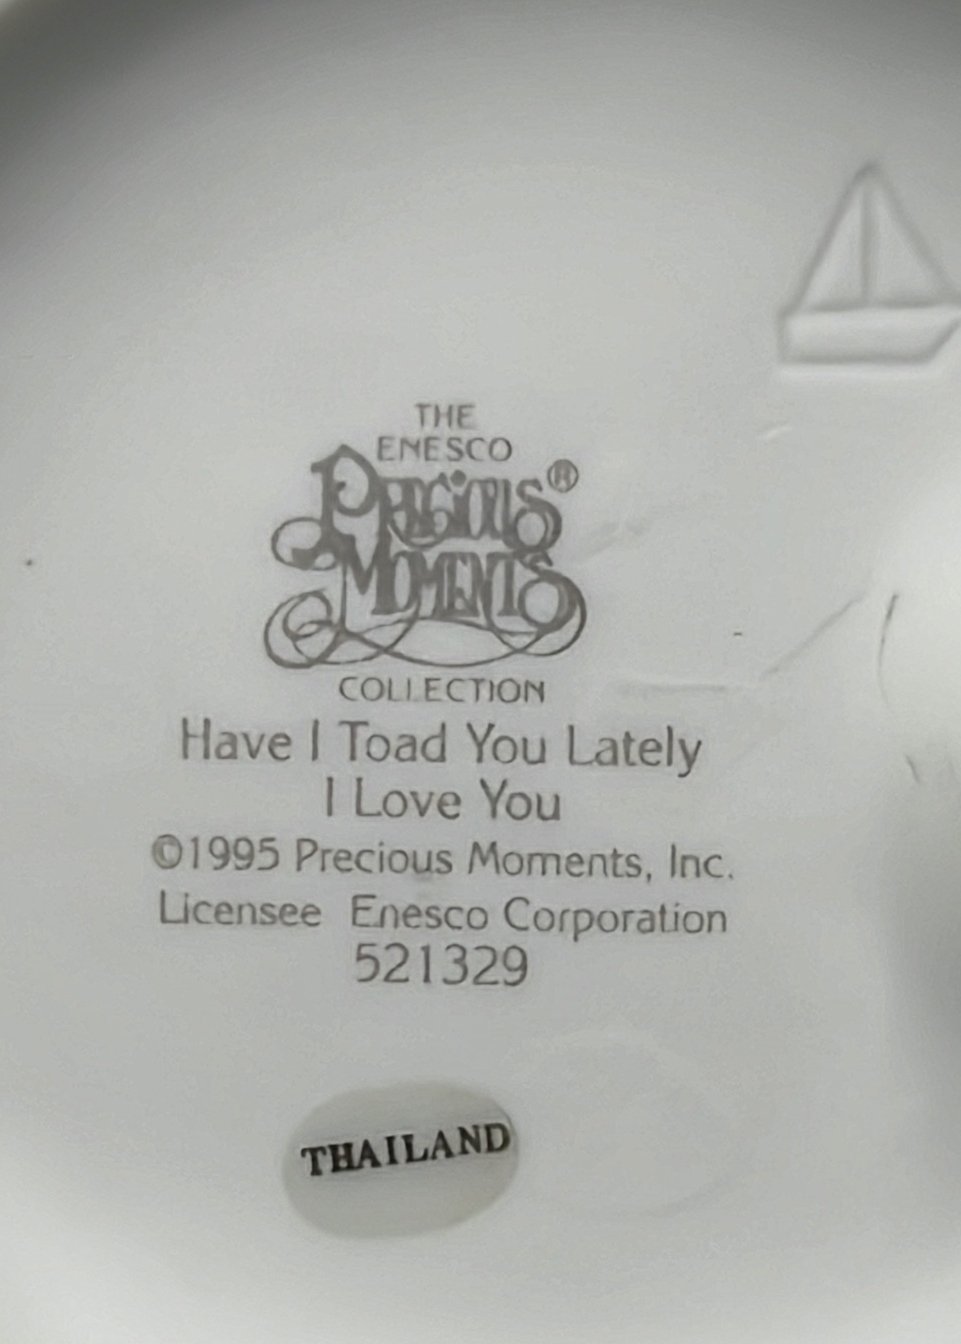 THE
ENESCO
PRECIOUS®
MOMENTS
COLLECTION
Have I Toad You Lately
I Love You
©1995 Precious Moments, Inc.
Licensee Enesco Corporation
521329
THAILAND